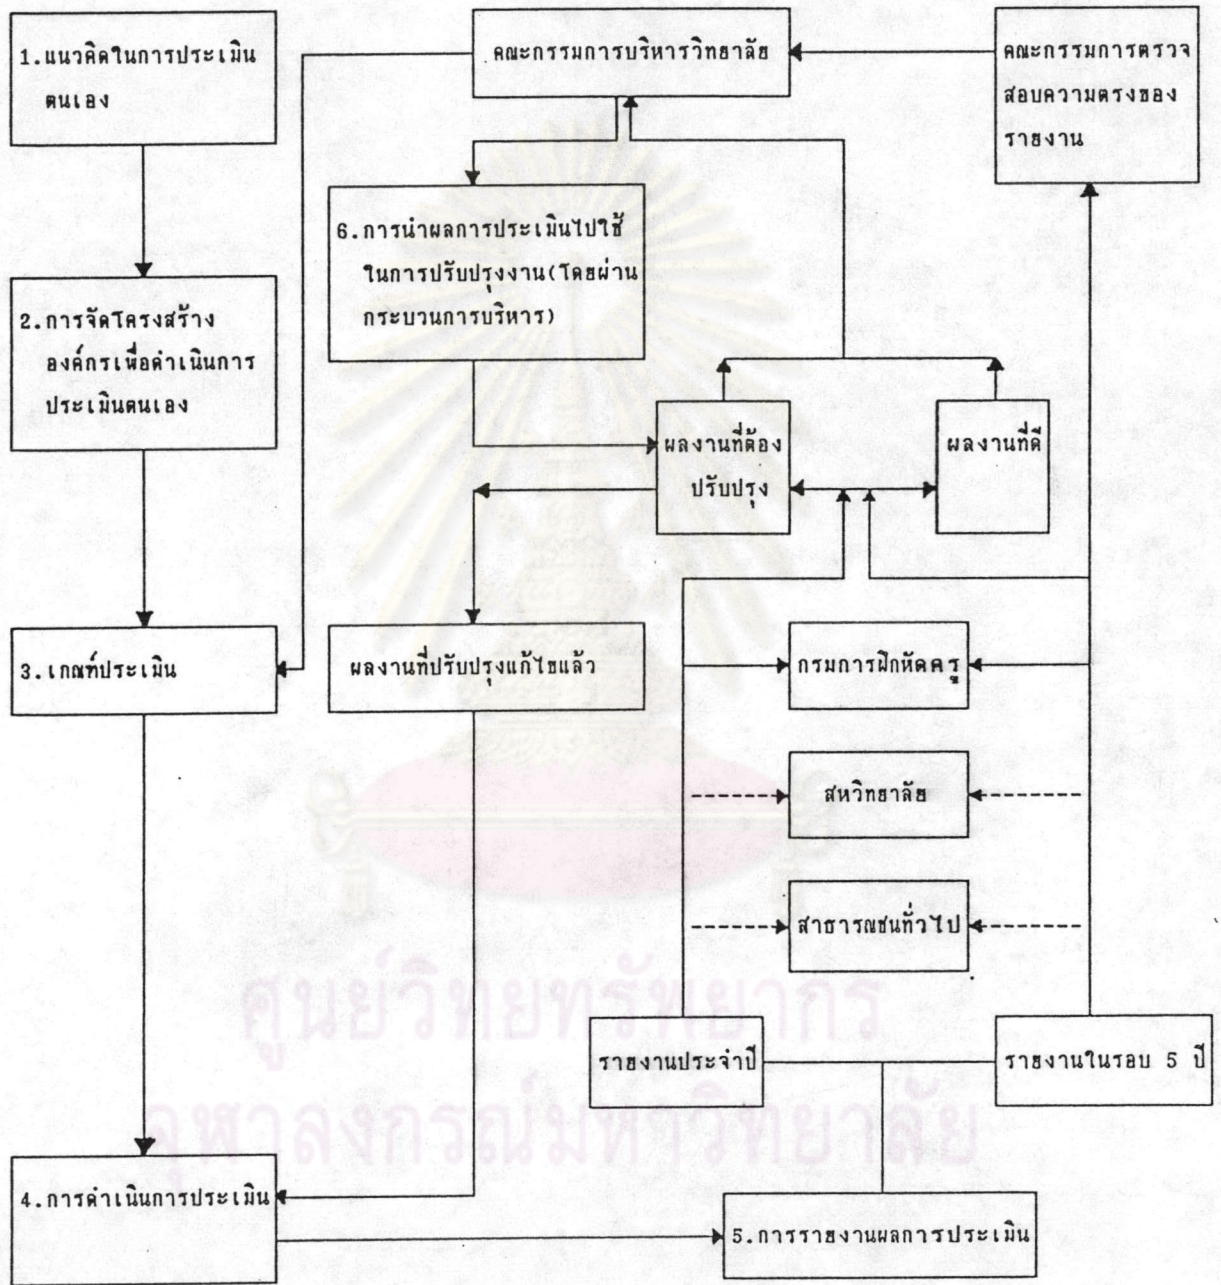 1.แนวคิดในการประเมิน
ตนเอง
คณะกรรมการบริหารวิทยาลัย
คณะกรรมการตรวจ
สอบความตรงของ
รายงาน
6.การนำผลการประเมินไปใช้
ในการปรับปรุงงาน(โดยผ่าน
กระบวนการบริหาร)
2.การจัดโครงสร้าง
องค์กรเพื่อดำเนินการ
ประเมินตนเอง
ผลงานที่ต้อง
ปรับปรุง
ผลงานที่ดี
3.เกณฑ์ประเมิน
ผลงานที่ปรับปรุงแก้ไขแล้ว
กรมการฝึกหัดครู
สหวิทยาลัย
สาธารณชนทั่วไป
ศูนย์วิทยทรัพยากร
รายงานประจำปี
รายงานในรอบ 5 ปี
จุฬาลงกรณ์มหาวิทยาลัย
4.การดำเนินการประเมิน
5.การรายงานผลการประเมิน